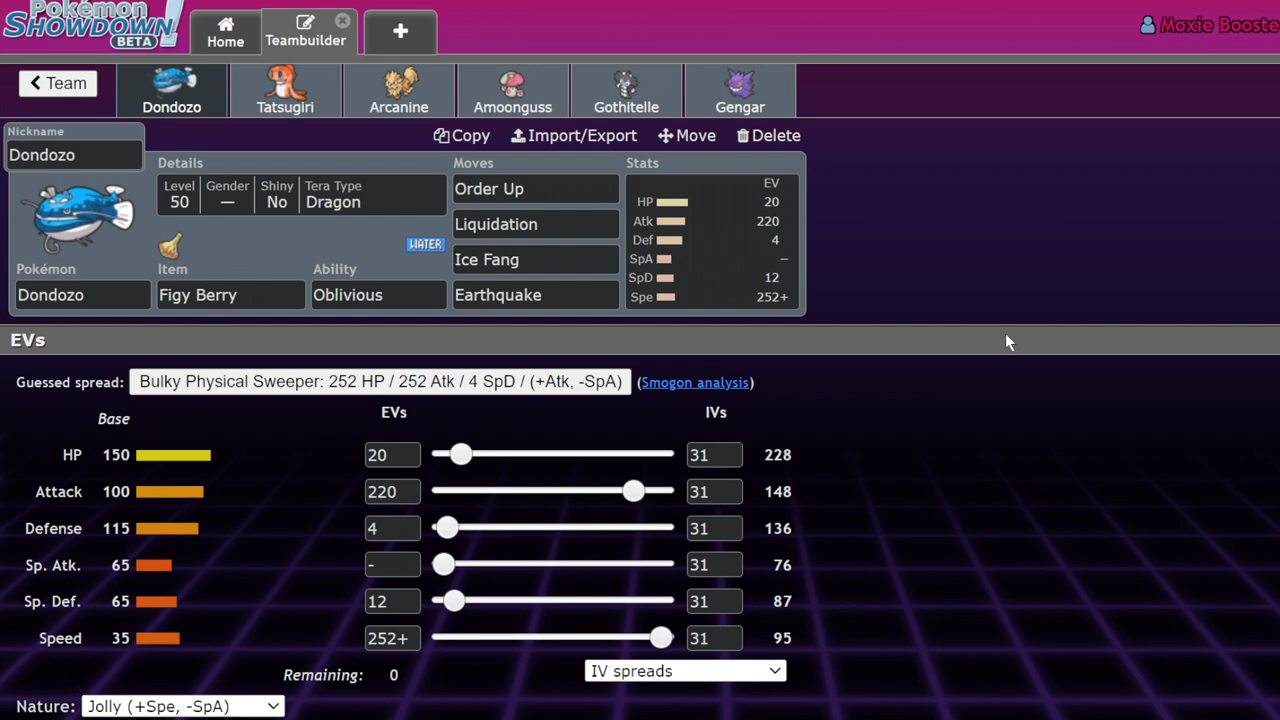 Pokémon
SHOWDOWN!
BETA
Home
Teambuilder
Moxie Booste
Team
Dondozo
Tatsugiri
Arcanine
Amoonguss
Gothitelle
Gengar
Copy
Import/Export
Move
Delete
Nickname
Dondozo
Details
Level
50
Gender
—
Shiny
No
Tera Type
Dragon
WATER
Pokémon
Dondozo
Item
Figy Berry
Ability
Oblivious
Moves
Order Up
Liquidation
Ice Fang
Earthquake
Stats
EV
HP 20
Atk 220
Def 4
SpA –
SpD 12
Spe 252+
EVs
Guessed spread: Bulky Physical Sweeper: 252 HP / 252 Atk / 4 SpD / (+Atk, -SpA) (Smogon analysis)
Base EVs IVs
HP 150 20 31 228
Attack 100 220 31 148
Defense 115 4 31 136
Sp. Atk. 65 - 31 76
Sp. Def. 65 12 31 87
Speed 35 252+ 31 95
Remaining: 0
IV spreads
Nature: Jolly (+Spe, -SpA)